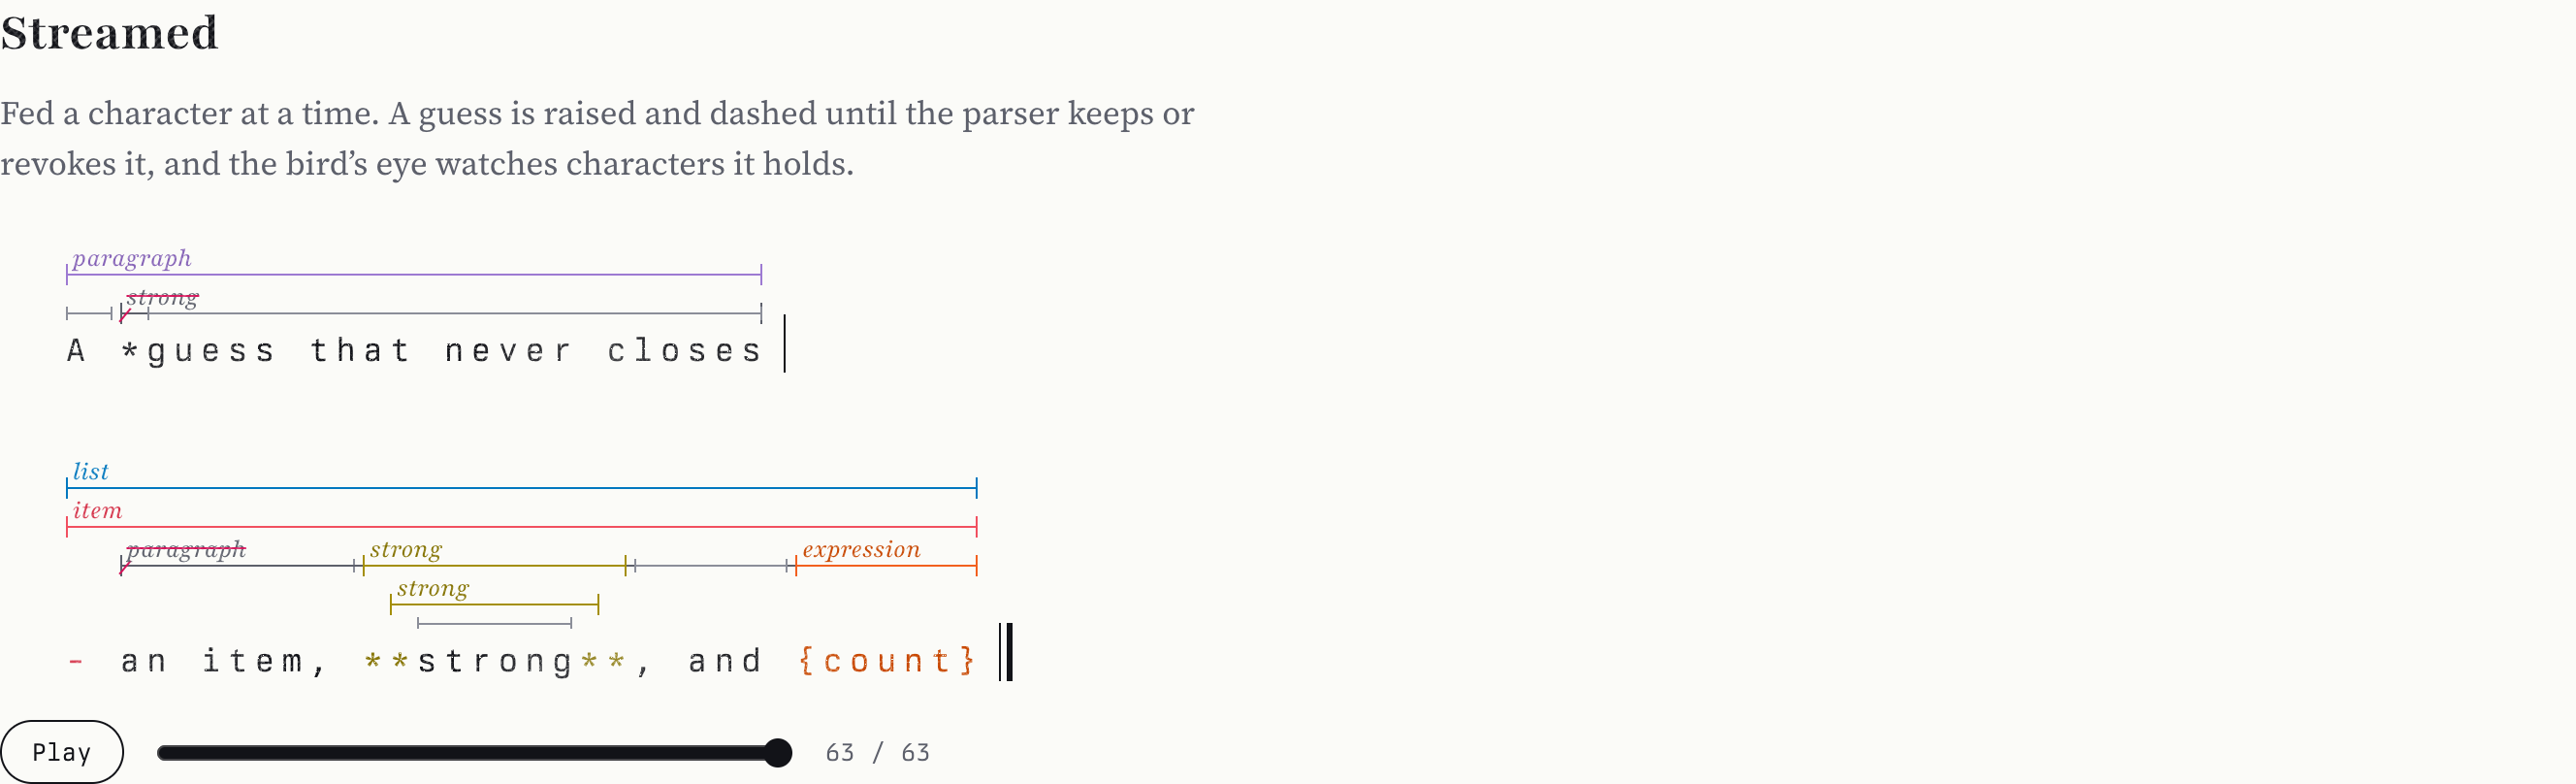 Streamed
Fed a character at a time. A guess is raised and dashed until the parser keeps or
revokes it, and the bird’s eye watches characters it holds.
paragraph
strong
A *guess that never closes
list
item
paragraph strong expression
strong
- an item, **strong**, and {count}
Play 63 / 63